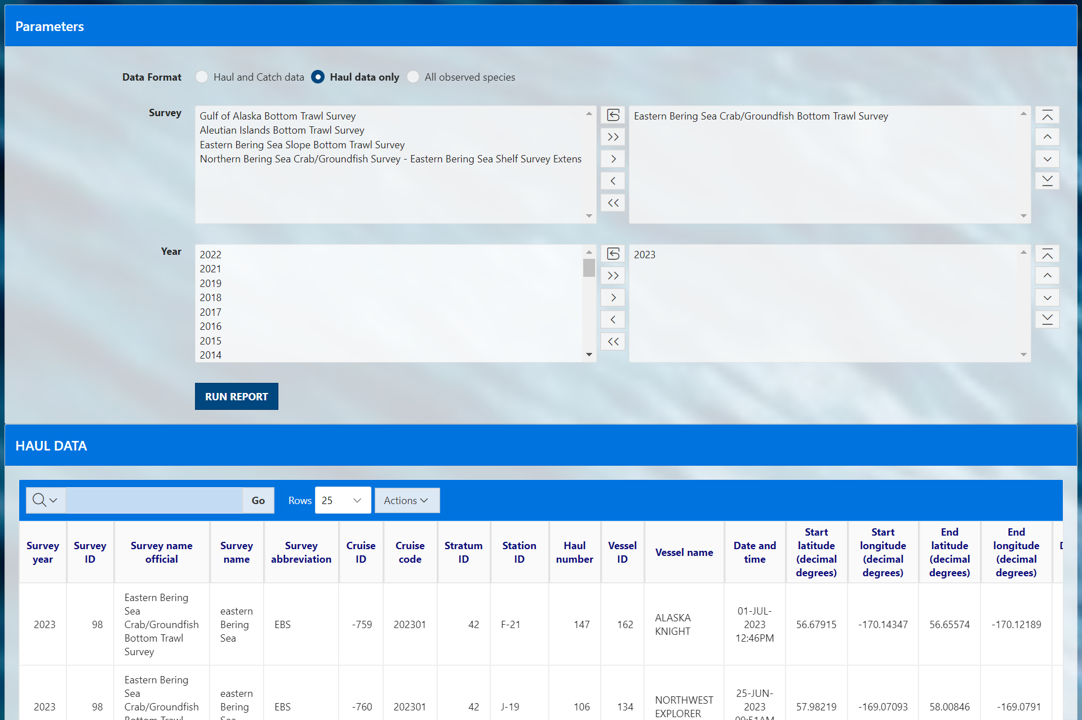 Parameters
Data Format Haul and Catch data Haul data only All observed species
Survey
Gulf of Alaska Bottom Trawl Survey
Aleutian Islands Bottom Trawl Survey
Eastern Bering Sea Slope Bottom Trawl Survey
Northern Bering Sea Crab/Groundfish Survey - Eastern Bering Sea Shelf Survey Extens
Eastern Bering Sea Crab/Groundfish Bottom Trawl Survey
Year
2022
2021
2019
2018
2017
2016
2015
2014
2023
RUN REPORT
HAUL DATA
Go Rows 25 Actions
Survey year
Survey ID
Survey name official
Survey name
Survey abbreviation
Cruise ID
Cruise code
Stratum ID
Station ID
Haul number
Vessel ID
Vessel name
Date and time
Start latitude (decimal degrees)
Start longitude (decimal degrees)
End latitude (decimal degrees)
End longitude (decimal degrees)
2023
98
Eastern Bering
Sea
Crab/Groundfish
Bottom Trawl
Survey
eastern
Bering
Sea
EBS
-759
202301
42
F-21
147
162
ALASKA
KNIGHT
01-JUL-
2023
12:46PM
56.67915
-170.14347
56.65574
-170.12189
2023
98
Eastern Bering
Sea
Crab/Groundfish
Bottom Trawl
eastern
Bering
Sea
EBS
-760
202301
42
J-19
106
134
NORTHWEST
EXPLORER
25-JUN-
2023
57.98219
-169.07093
58.00846
-169.0791